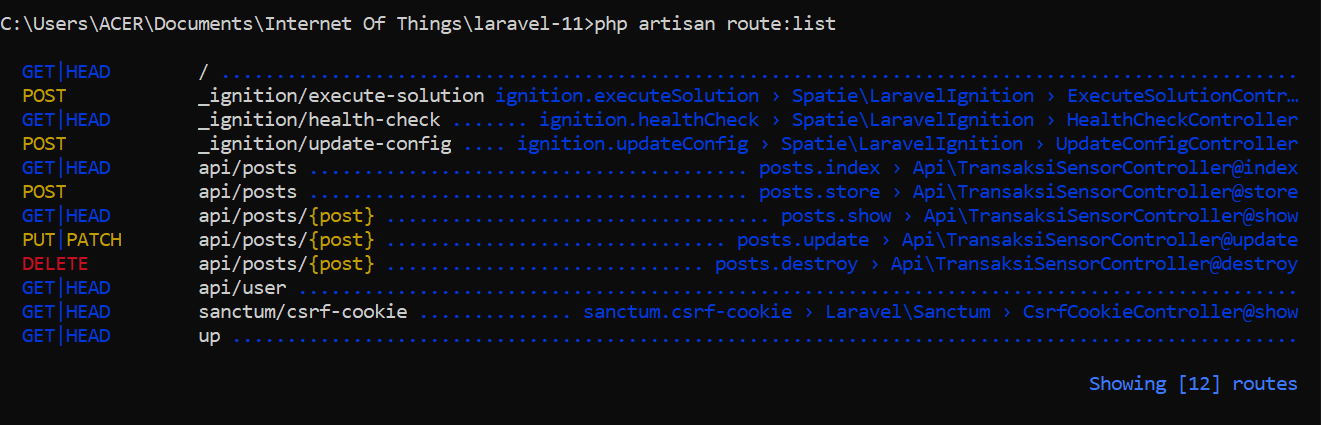 C:\Users\ACER\Documents\Internet Of Things\laravel-11>php artisan route:list
GET|HEAD / ..................................................................................................
POST _ignition/execute-solution ignition.executeSolution › Spatie\LaravelIgnition › ExecuteSolutionContr…
GET|HEAD _ignition/health-check ....... ignition.healthCheck › Spatie\LaravelIgnition › HealthCheckController
POST _ignition/update-config .... ignition.updateConfig › Spatie\LaravelIgnition › UpdateConfigController
GET|HEAD api/posts ........................................ posts.index › Api\TransaksiSensorController@index
POST api/posts ........................................ posts.store › Api\TransaksiSensorController@store
GET|HEAD api/posts/{post} ................................... posts.show › Api\TransaksiSensorController@show
PUT|PATCH api/posts/{post} ............................... posts.update › Api\TransaksiSensorController@update
DELETE api/posts/{post} ............................. posts.destroy › Api\TransaksiSensorController@destroy
GET|HEAD api/user ...........................................................................................
GET|HEAD sanctum/csrf-cookie .............. sanctum.csrf-cookie › Laravel\Sanctum › CsrfCookieController@show
GET|HEAD up .................................................................................................
Showing [12] routes